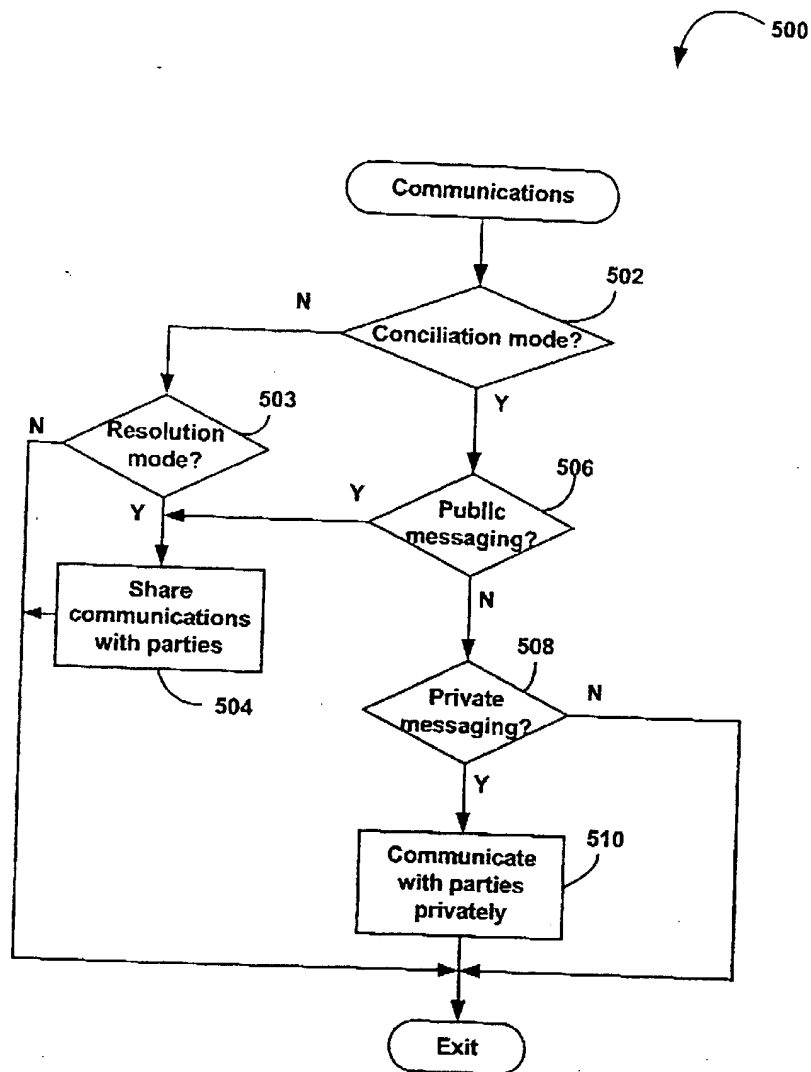 500
Communications
502
N
Conciliation mode?
Y
503
N
Resolution
mode?
506
Y
Y
Public
messaging?
Share
communications
with parties
N
504
508
Private
messaging?
N
Y
510
Communicate
with parties
privately
Exit